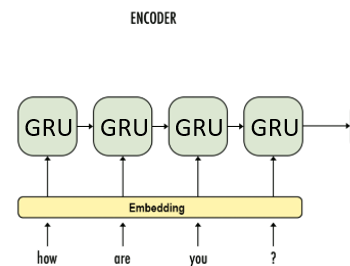 ENCODER
GRU GRU GRU GRU
Embedding
how are you ?